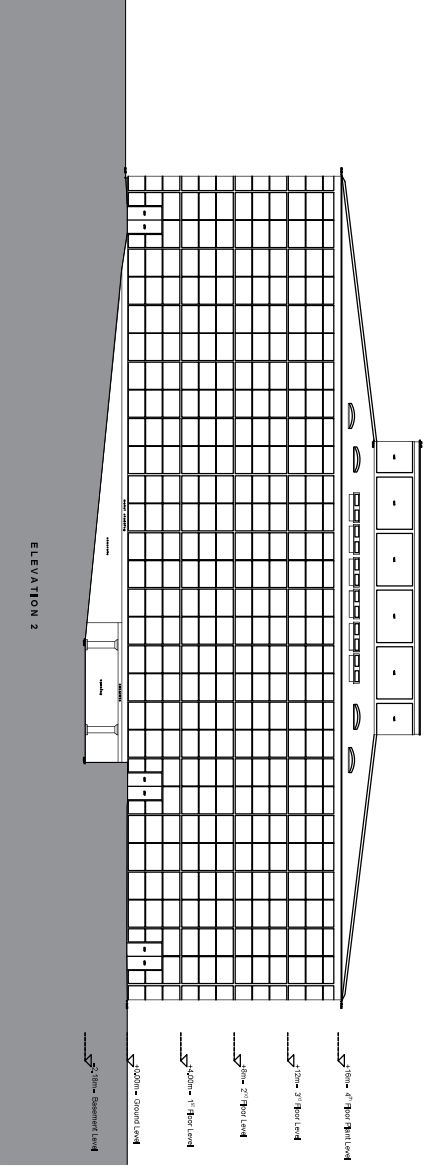 +16m - 4th Floor Plant Level
+12m - 3rd Floor Level
+8m - 2nd Floor Level
+4.00m - 1st Floor Level
+0.00m - Ground Level
-2.18m - Basement Level
ELEVATION 2